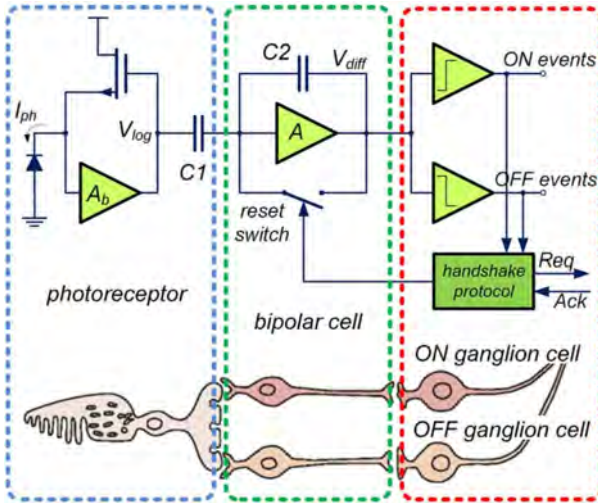 C2
V_diff
ON events
I_ph
V_log
A
C1
A_b
OFF events
reset
switch
handshake
protocol
Req
Ack
photoreceptor
bipolar cell
ON ganglion cell
OFF ganglion cell